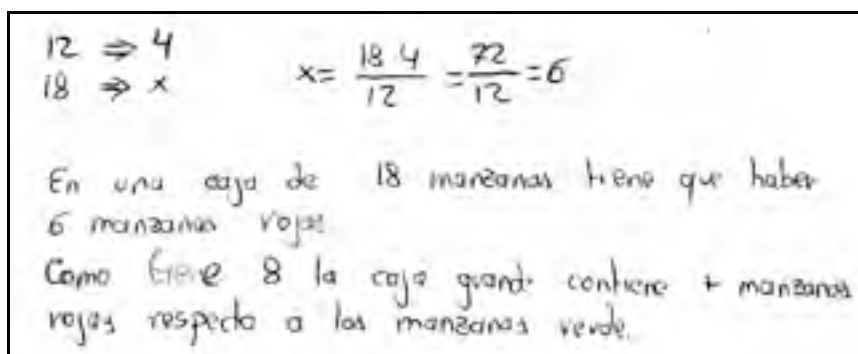 12 ⇒ 4
18 ⇒ x
x = 18 4 / 12 = 72 / 12 = 6
En una caja de 18 manzanas tiene que haber
6 manzanas rojas.
Como tiene 8 la caja grande contiene + manzanas
rojas respecto a las manzanas verde.